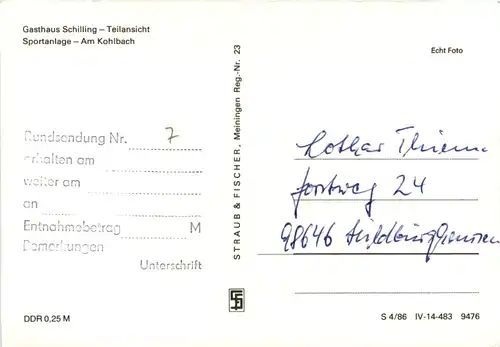 Gasthaus Schilling – Teilansicht
Sportanlage – Am Kohlbach
Echt Foto
Rundsendung Nr. 7
erhalten am
weiter am
an
Entnahmebetrag M
Bemerkungen
Unterschrift
STRAUB & FISCHER, Meiningen Reg.-Nr. 23
Lothar
Forstweg 24
98646 Hildburghausen
DDR 0,25 M
S 4/86 IV-14-483 9476